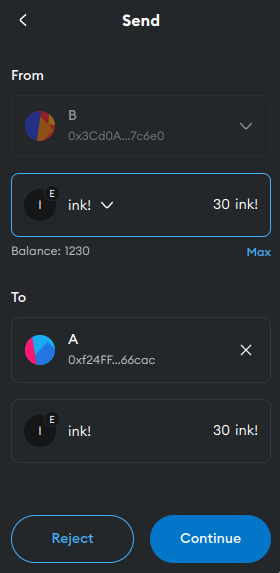 Send
From
B
0x3Cd0A...7c6e0
E
I
ink!
30 ink!
Balance: 1230
Max
To
A
0xf24FF...66cac
E
I
ink!
30 ink!
Reject
Continue